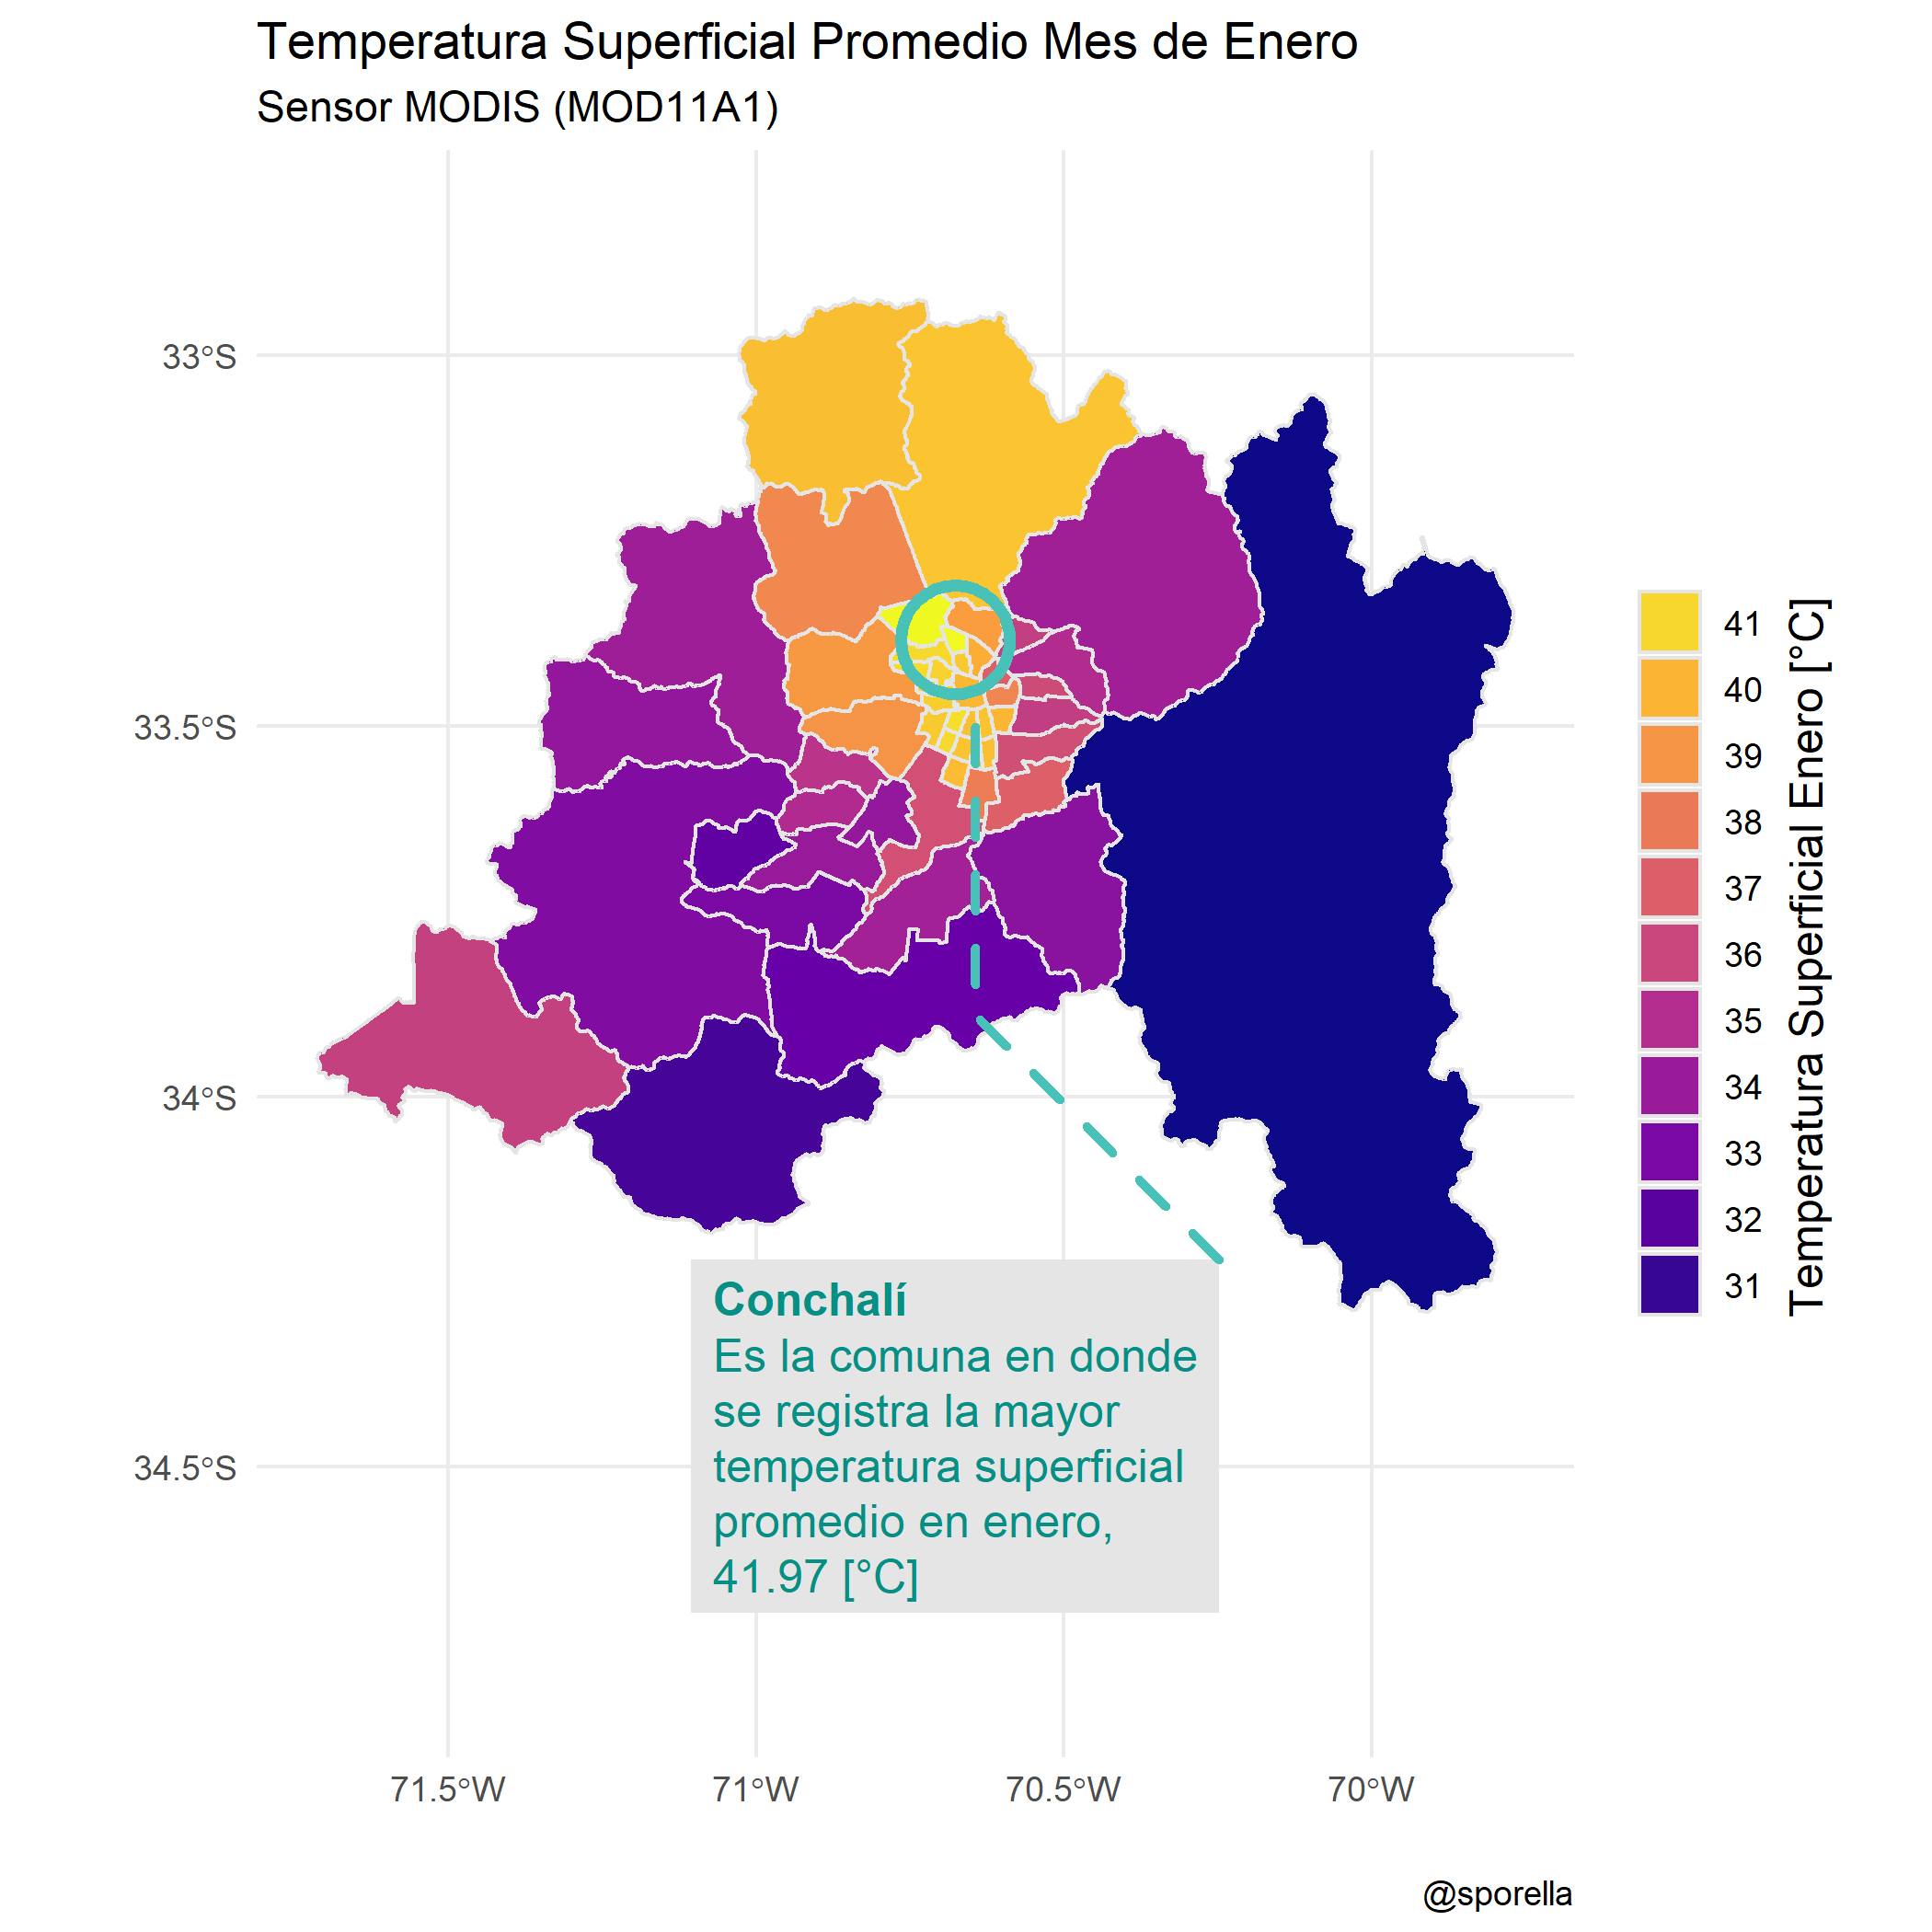 Temperatura Superficial Promedio Mes de Enero
Sensor MODIS (MOD11A1)
33°S
33.5°S
34°S
34.5°S
71.5°W
71°W
70.5°W
70°W
Conchalí
Es la comuna en donde
se registra la mayor
temperatura superficial
promedio en enero,
41.97 [°C]
41
40
39
38
37
36
35
34
33
32
31
Temperatura Superficial Enero [°C]
@sporella